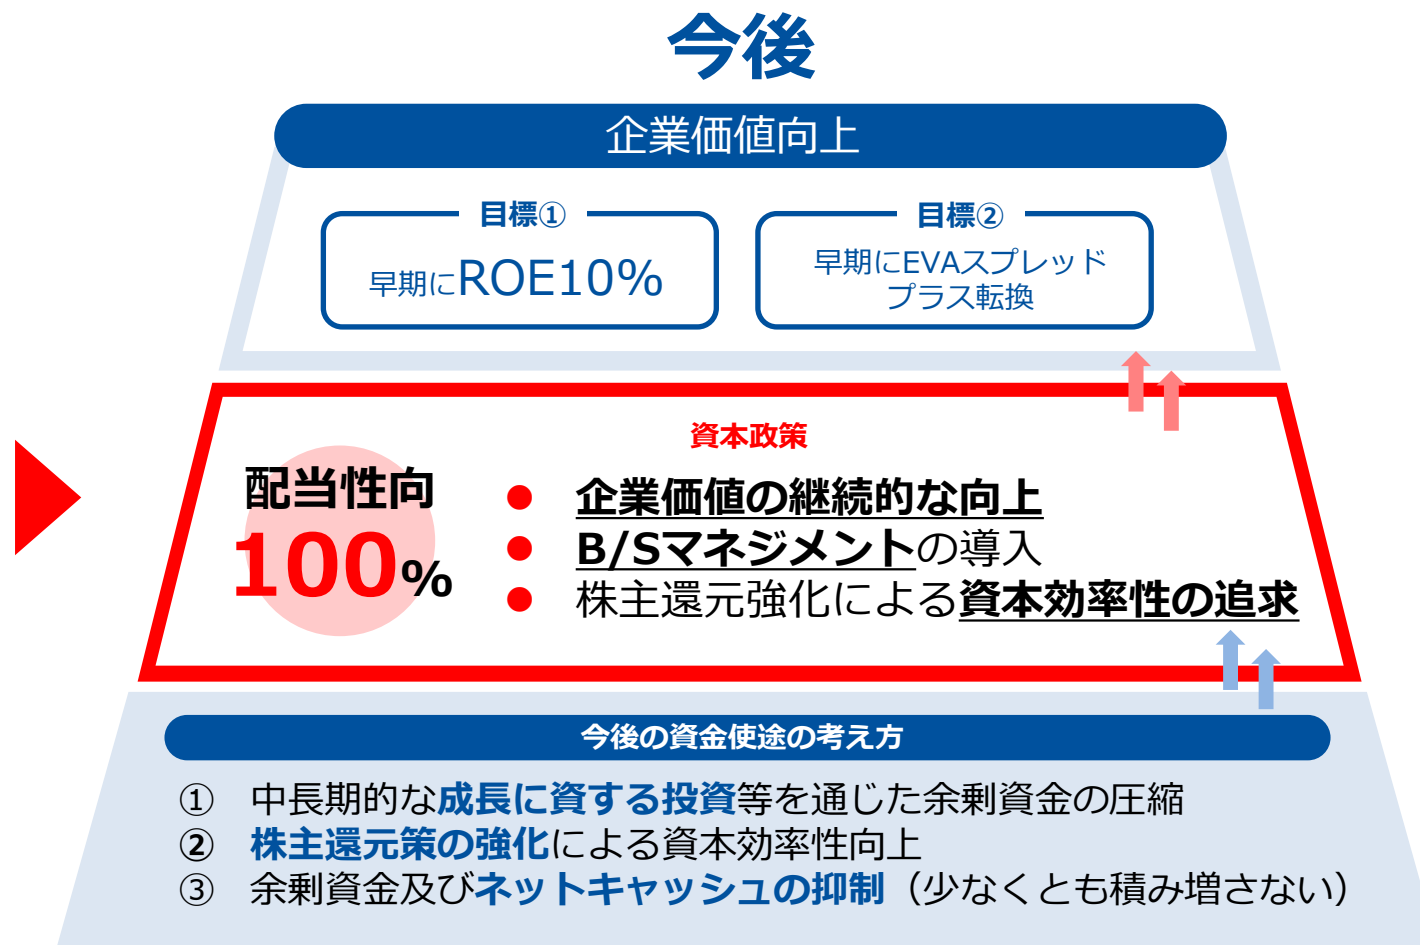 今後
企業価値向上
目標①
早期にROE10%
目標②
早期にEVAスプレッド
プラス転換
資本政策
配当性向
100%
● 企業価値の継続的な向上
● B/Sマネジメントの導入
● 株主還元強化による資本効率性の追求
今後の資金使途の考え方
① 中長期的な成長に資する投資等を通じた余剰資金の圧縮
② 株主還元策の強化による資本効率性向上
③ 余剰資金及びネットキャッシュの抑制（少なくとも積み増さない）